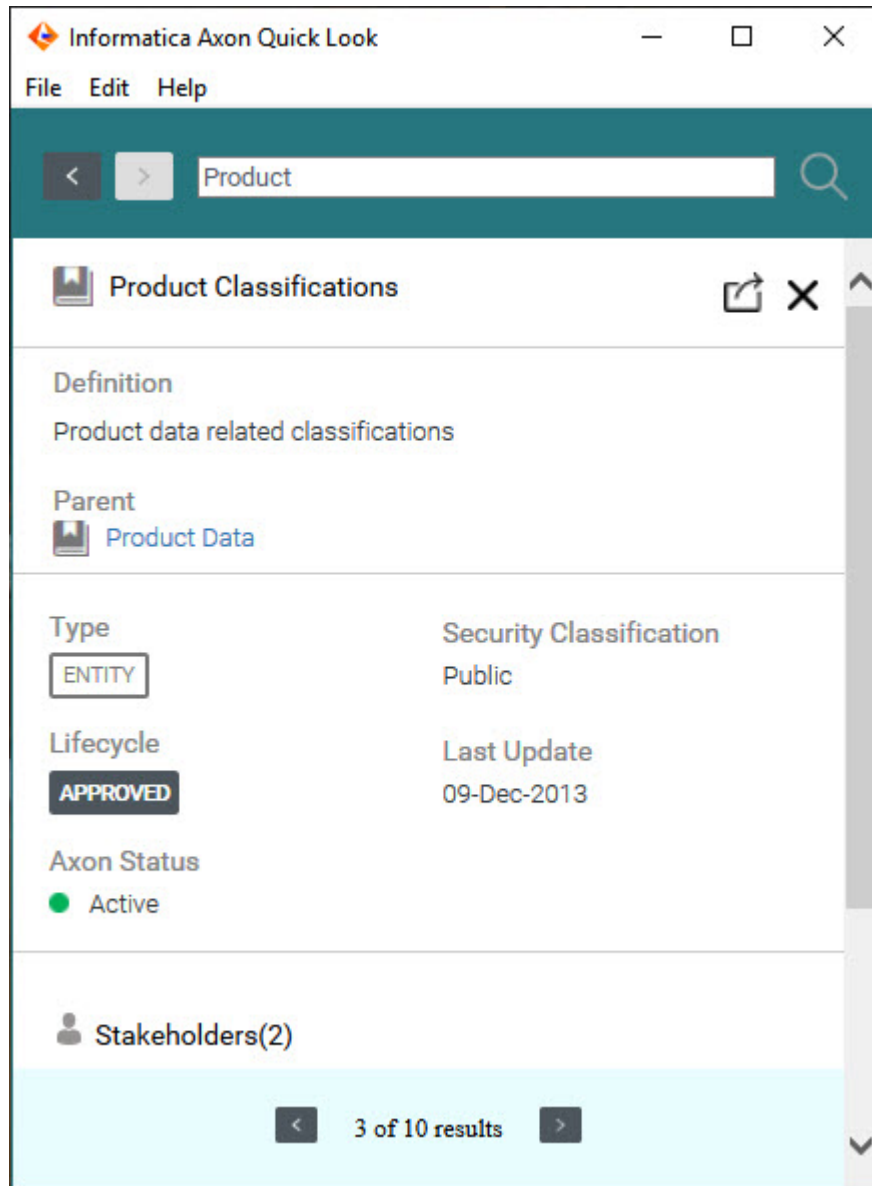 Informatica Axon Quick Look
File Edit Help
Product
Product Classifications
Definition
Product data related classifications
Parent
Product Data
Type
Security Classification
ENTITY
Public
Lifecycle
Last Update
APPROVED
09-Dec-2013
Axon Status
Active
Stakeholders(2)
3 of 10 results